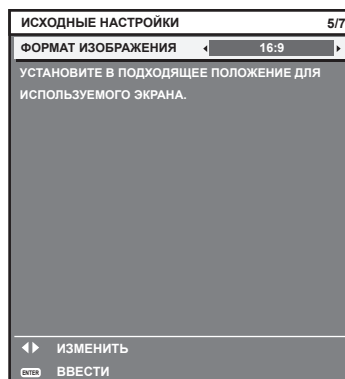 ИСХОДНЫЕ НАСТРОЙКИ 5/7
ФОРМАТ ИЗОБРАЖЕНИЯ 16:9
УСТАНОВИТЕ В ПОДХОДЯЩЕЕ ПОЛОЖЕНИЕ ДЛЯ
ИСПОЛЬЗУЕМОГО ЭКРАНА.
ИЗМЕНИТЬ
ENTER ВВЕСТИ